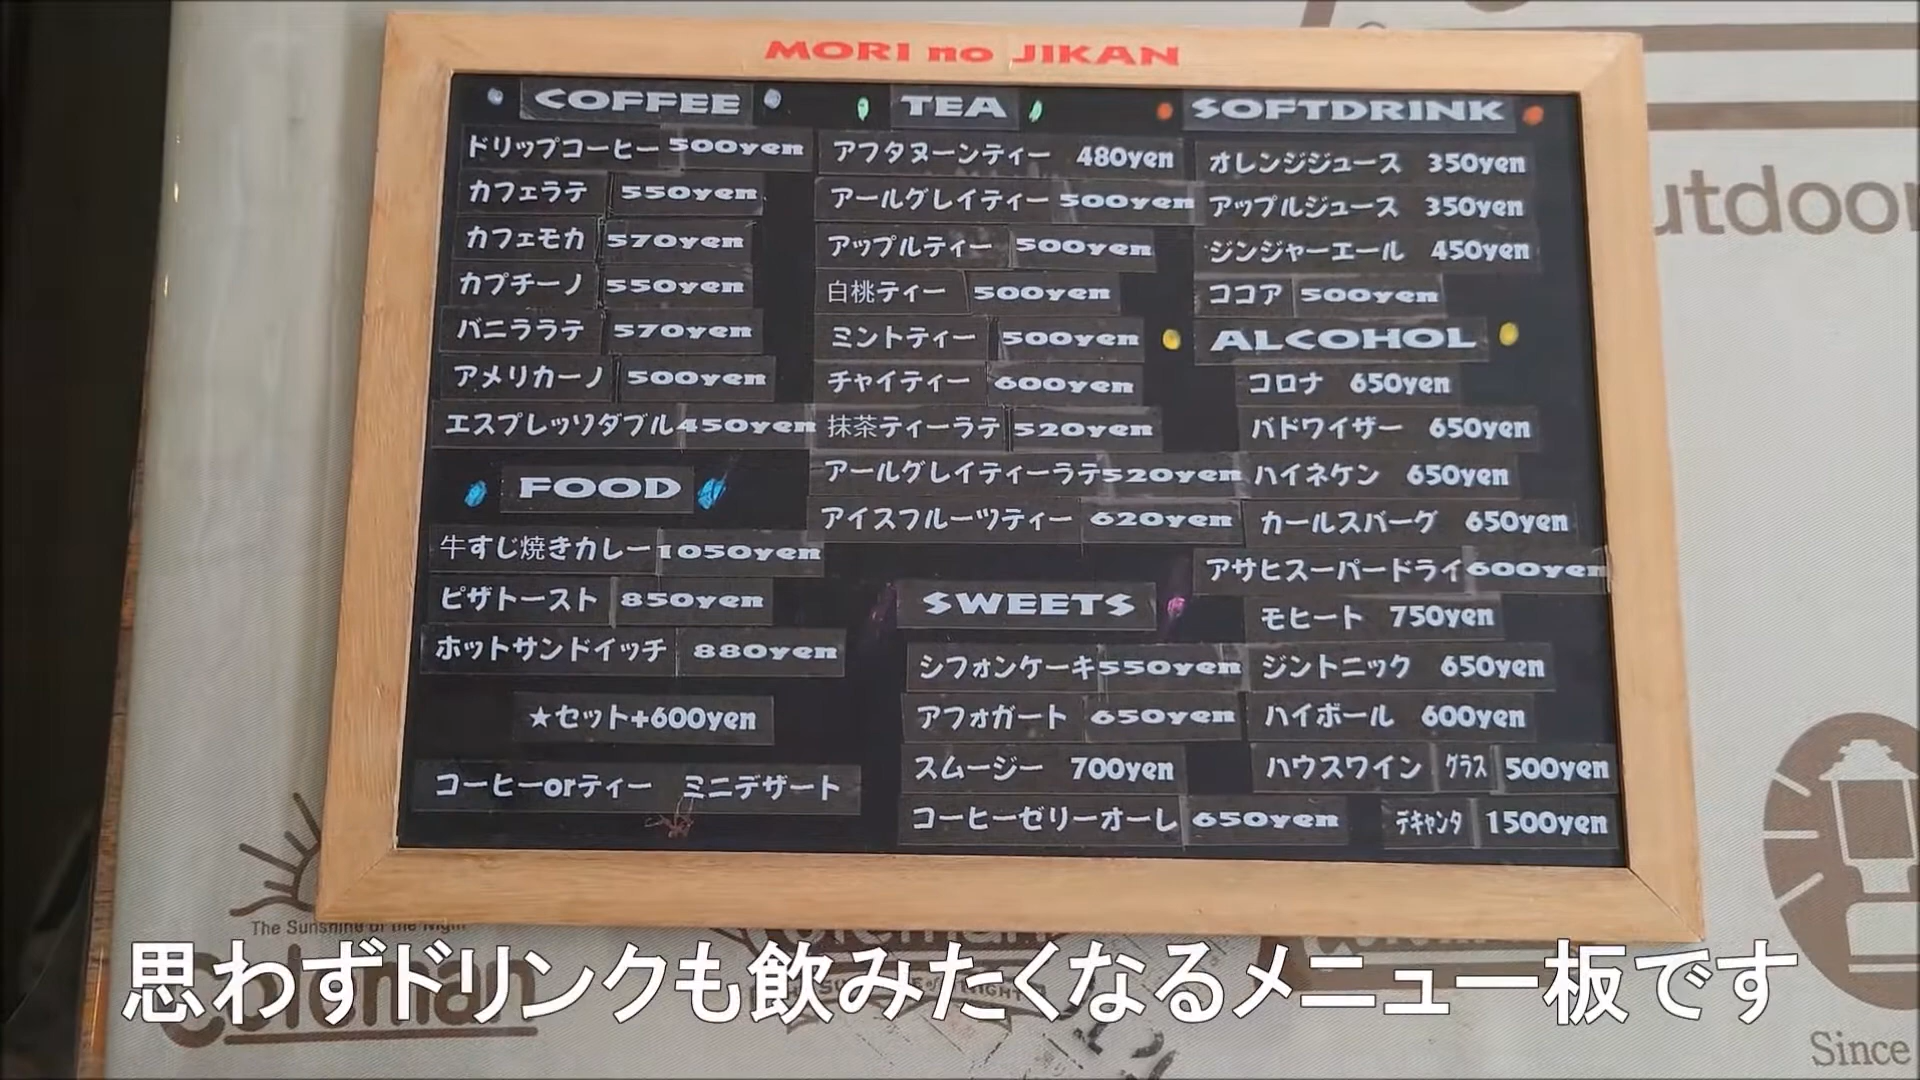 MORI no JIKAN
COFFEE
ドリップコーヒー 500yen
カフェラテ 550yen
カフェモカ 570yen
カプチーノ 550yen
バニララテ 570yen
アメリカーノ 500yen
エスプレッソダブル 450yen
FOOD
牛すじ焼きカレー 1050yen
ピザトースト 850yen
ホットサンドイッチ 880yen
★セット+600yen
コーヒーorティー ミニデザート
TEA
アフタヌーンティー 480yen
アールグレイティー 500yen
アップルティー 500yen
白桃ティー 500yen
ミントティー 500yen
チャイティー 600yen
抹茶ティーラテ 520yen
アールグレイティーラテ 520yen
アイスフルーツティー 620yen
SWEETS
シフォンケーキ 550yen
アフォガート 650yen
スムージー 700yen
コーヒーゼリーオーレ 650yen
SOFTDRINK
オレンジジュース 350yen
アップルジュース 350yen
ジンジャーエール 450yen
ココア 500yen
ALCOHOL
コロナ 650yen
バドワイザー 650yen
ハイネケン 650yen
カールスバーグ 650yen
アサヒスーパードライ 600yen
モヒート 750yen
ジントニック 650yen
ハイボール 600yen
ハウスワイン グラス 500yen
デキャンタ 1500yen
utdoor
The Sunshine of the Night
Coleman
Since
思わずドリンクも飲みたくなるメニュー板です